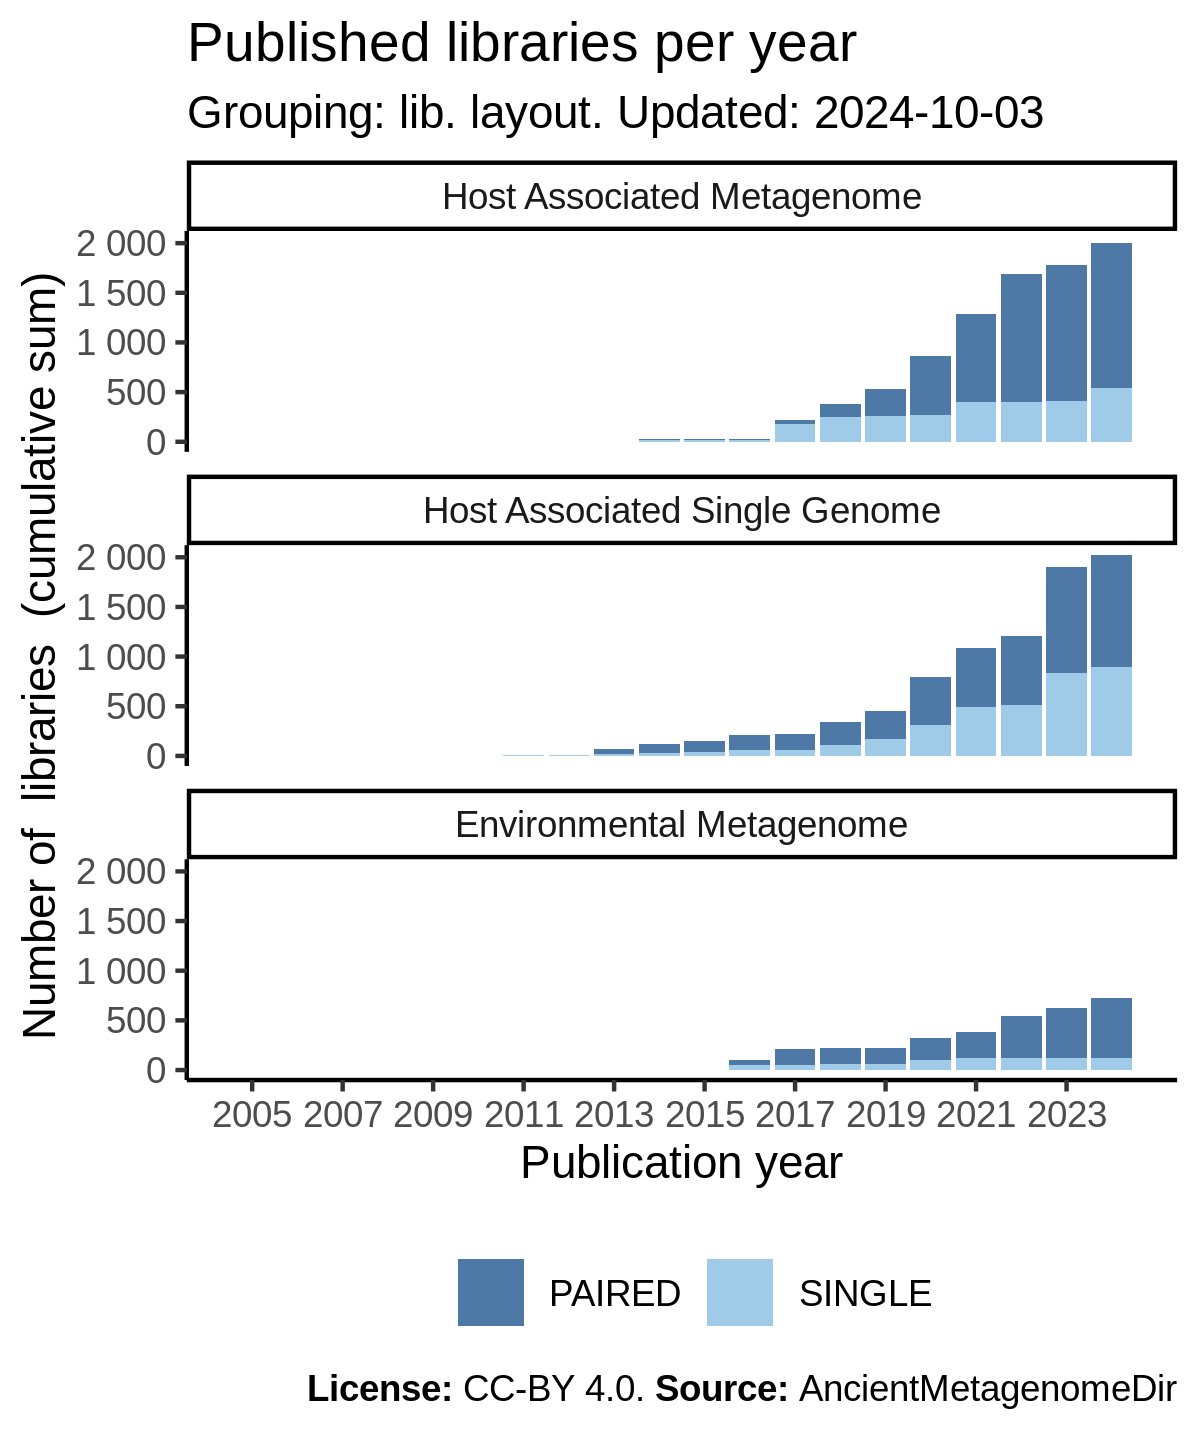 Published libraries per year
Grouping: lib. layout. Updated: 2024-10-03
Host Associated Metagenome
2 000
1 500
1 000
500
0
Host Associated Single Genome
2 000
1 500
1 000
500
0
Environmental Metagenome
2 000
1 500
1 000
500
0
Number of libraries (cumulative sum)
2005 2007 2009 2011 2013 2015 2017 2019 2021 2023
Publication year
PAIRED SINGLE
License: CC-BY 4.0. Source: AncientMetagenomeDir